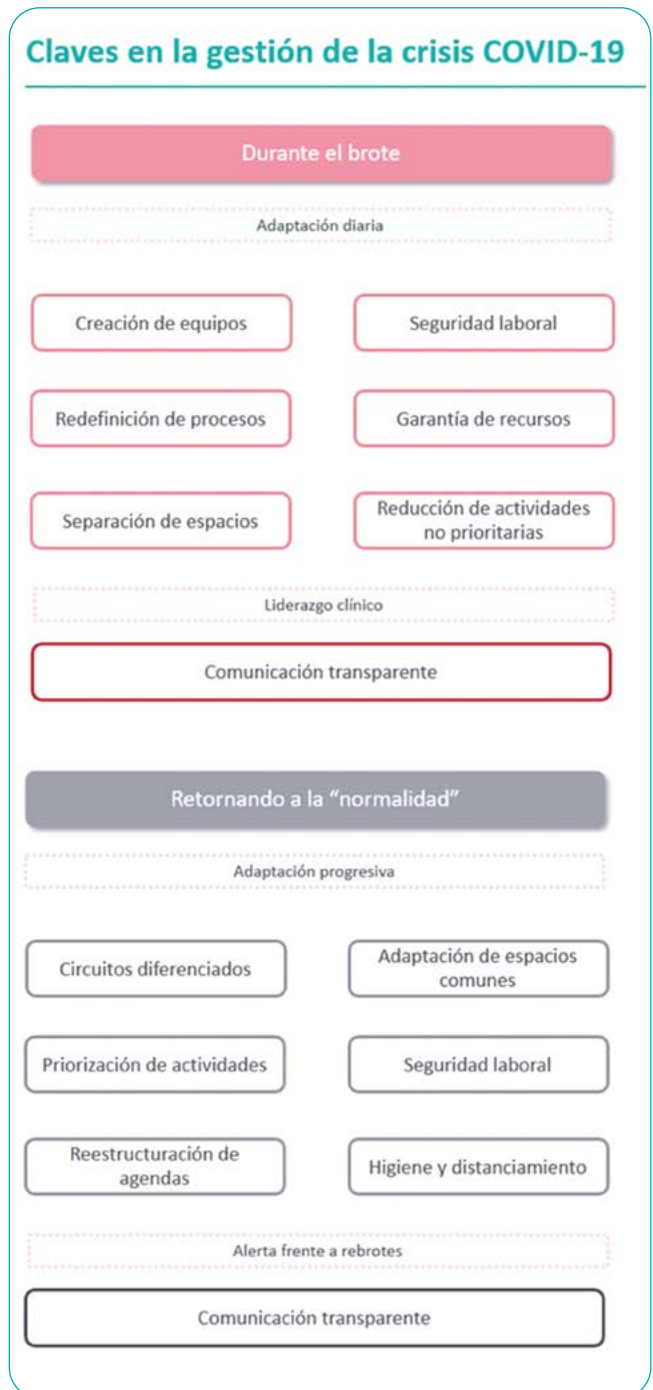 Claves en la gestión de la crisis COVID-19
Durante el brote
Adaptación diaria
Creación de equipos
Seguridad laboral
Redefinición de procesos
Garantía de recursos
Separación de espacios
Reducción de actividades
no prioritarias
Liderazgo clínico
Comunicación transparente
Retornando a la “normalidad”
Adaptación progresiva
Circuitos diferenciados
Adaptación de espacios
comunes
Priorización de actividades
Seguridad laboral
Reestructuración de
agendas
Higiene y distanciamiento
Alerta frente a rebrotes
Comunicación transparente